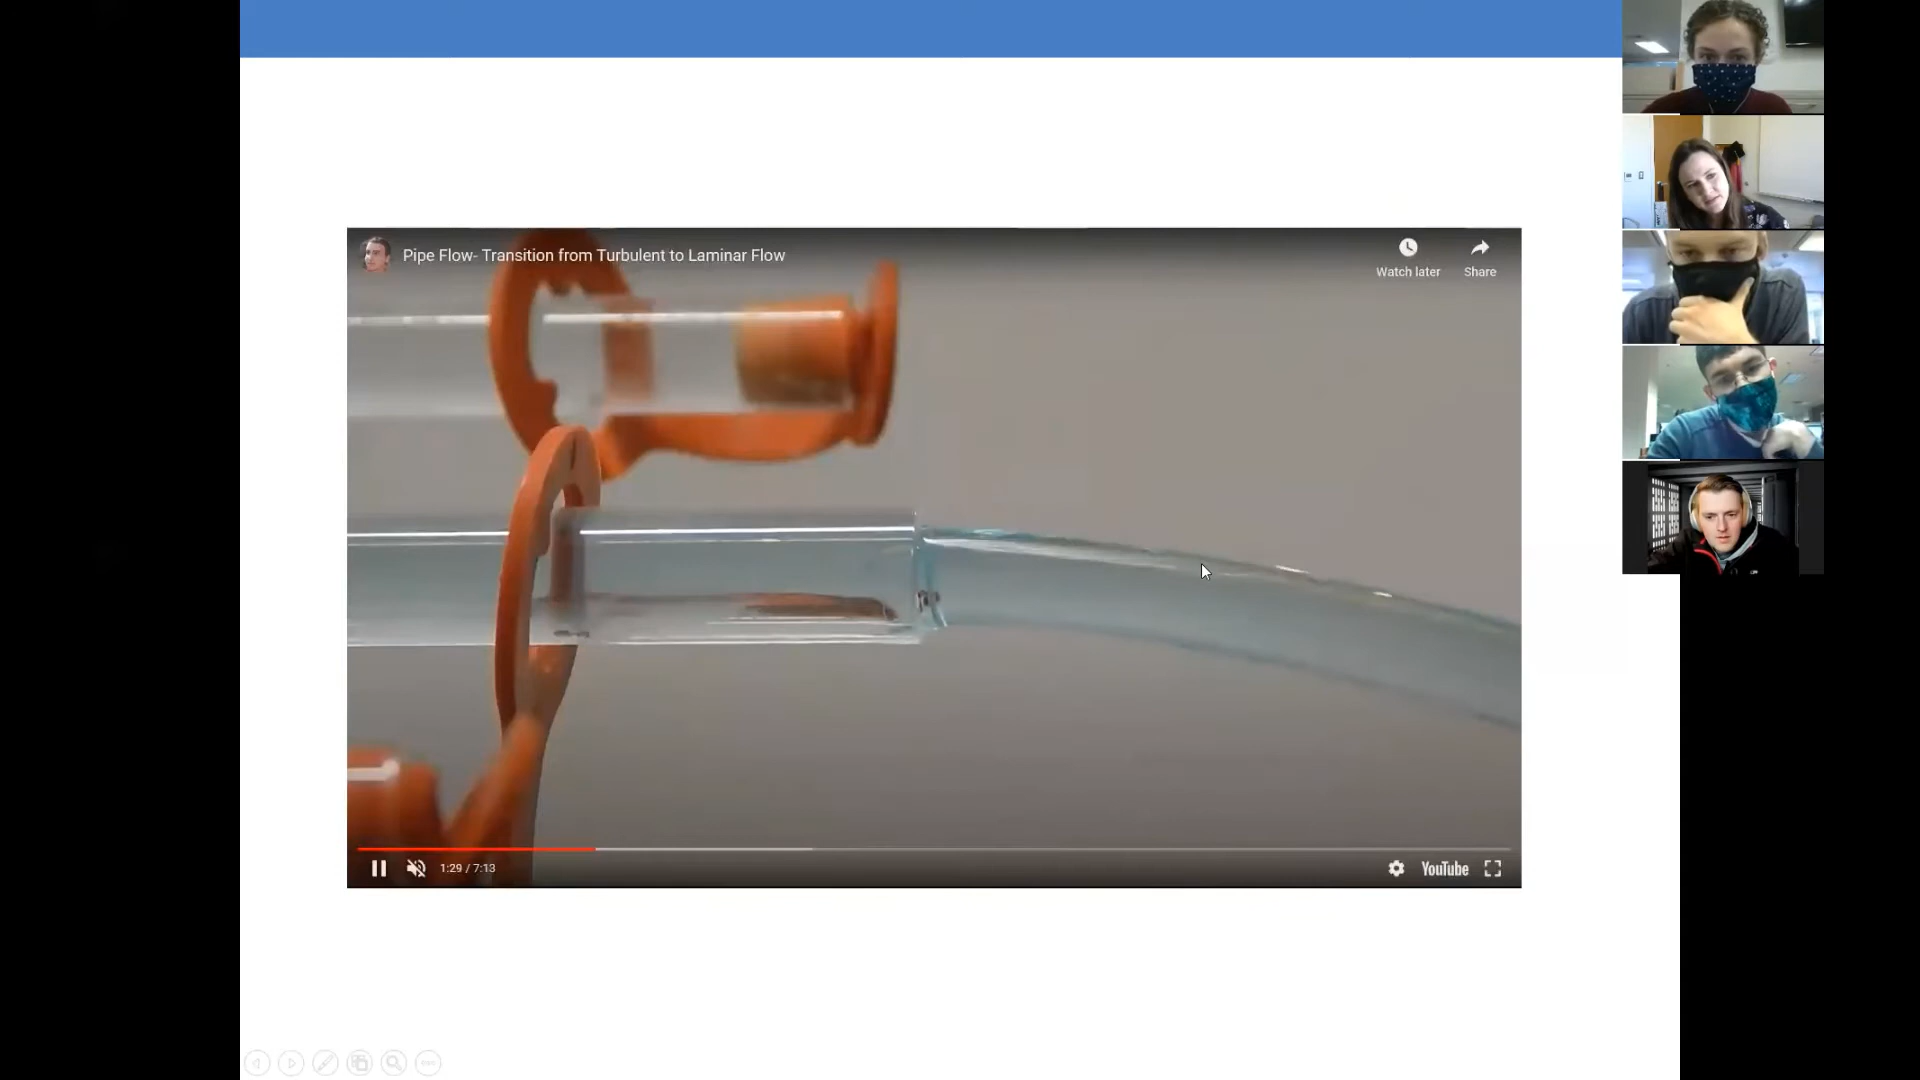 Pipe Flow- Transition from Turbulent to Laminar Flow
Watch later
Share
1:29 / 7:13
YouTube